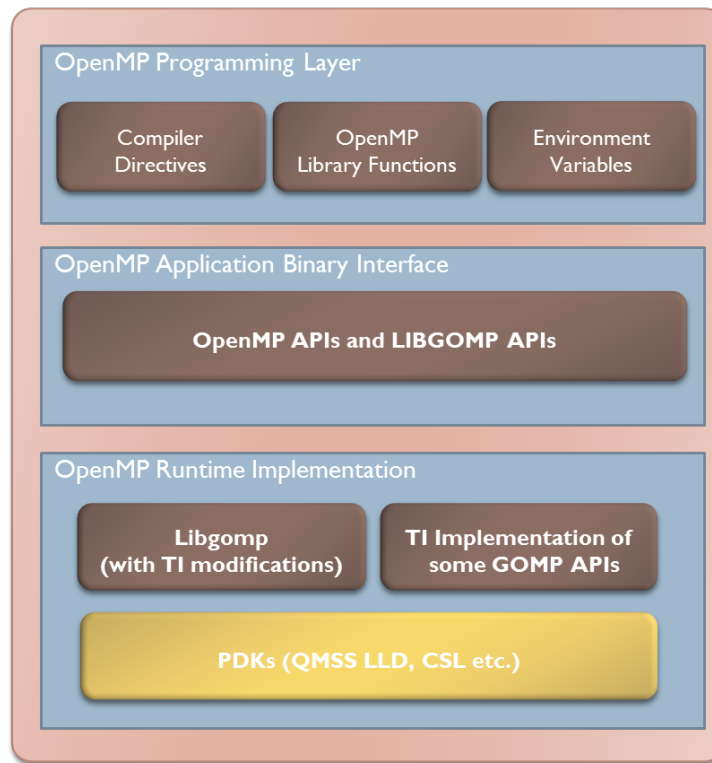 OpenMP Programming Layer
Compiler
Directives
OpenMP
Library Functions
Environment
Variables
OpenMP Application Binary Interface
OpenMP APIs and LIBGOMP APIs
OpenMP Runtime Implementation
Libgomp
(with TI modifications)
TI Implementation of
some GOMP APIs
PDKs (QMSS LLD, CSL etc.)